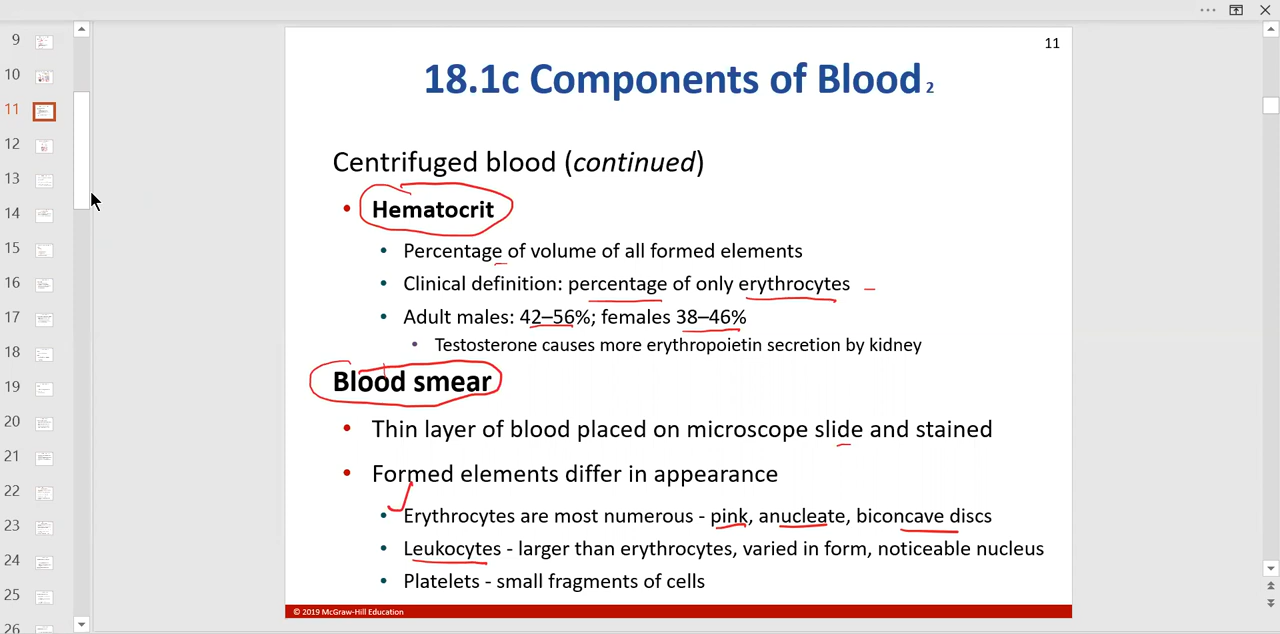 9
10
11
12
13
14
15
16
17
18
19
20
21
22
23
24
25
26
11
18.1c Components of Blood 2
Centrifuged blood (continued)
• Hematocrit
• Percentage of volume of all formed elements
• Clinical definition: percentage of only erythrocytes
• Adult males: 42–56%; females 38–46%
• Testosterone causes more erythropoietin secretion by kidney
Blood smear
• Thin layer of blood placed on microscope slide and stained
• Formed elements differ in appearance
• Erythrocytes are most numerous - pink, anucleate, biconcave discs
• Leukocytes - larger than erythrocytes, varied in form, noticeable nucleus
• Platelets - small fragments of cells
© 2019 McGraw-Hill Education